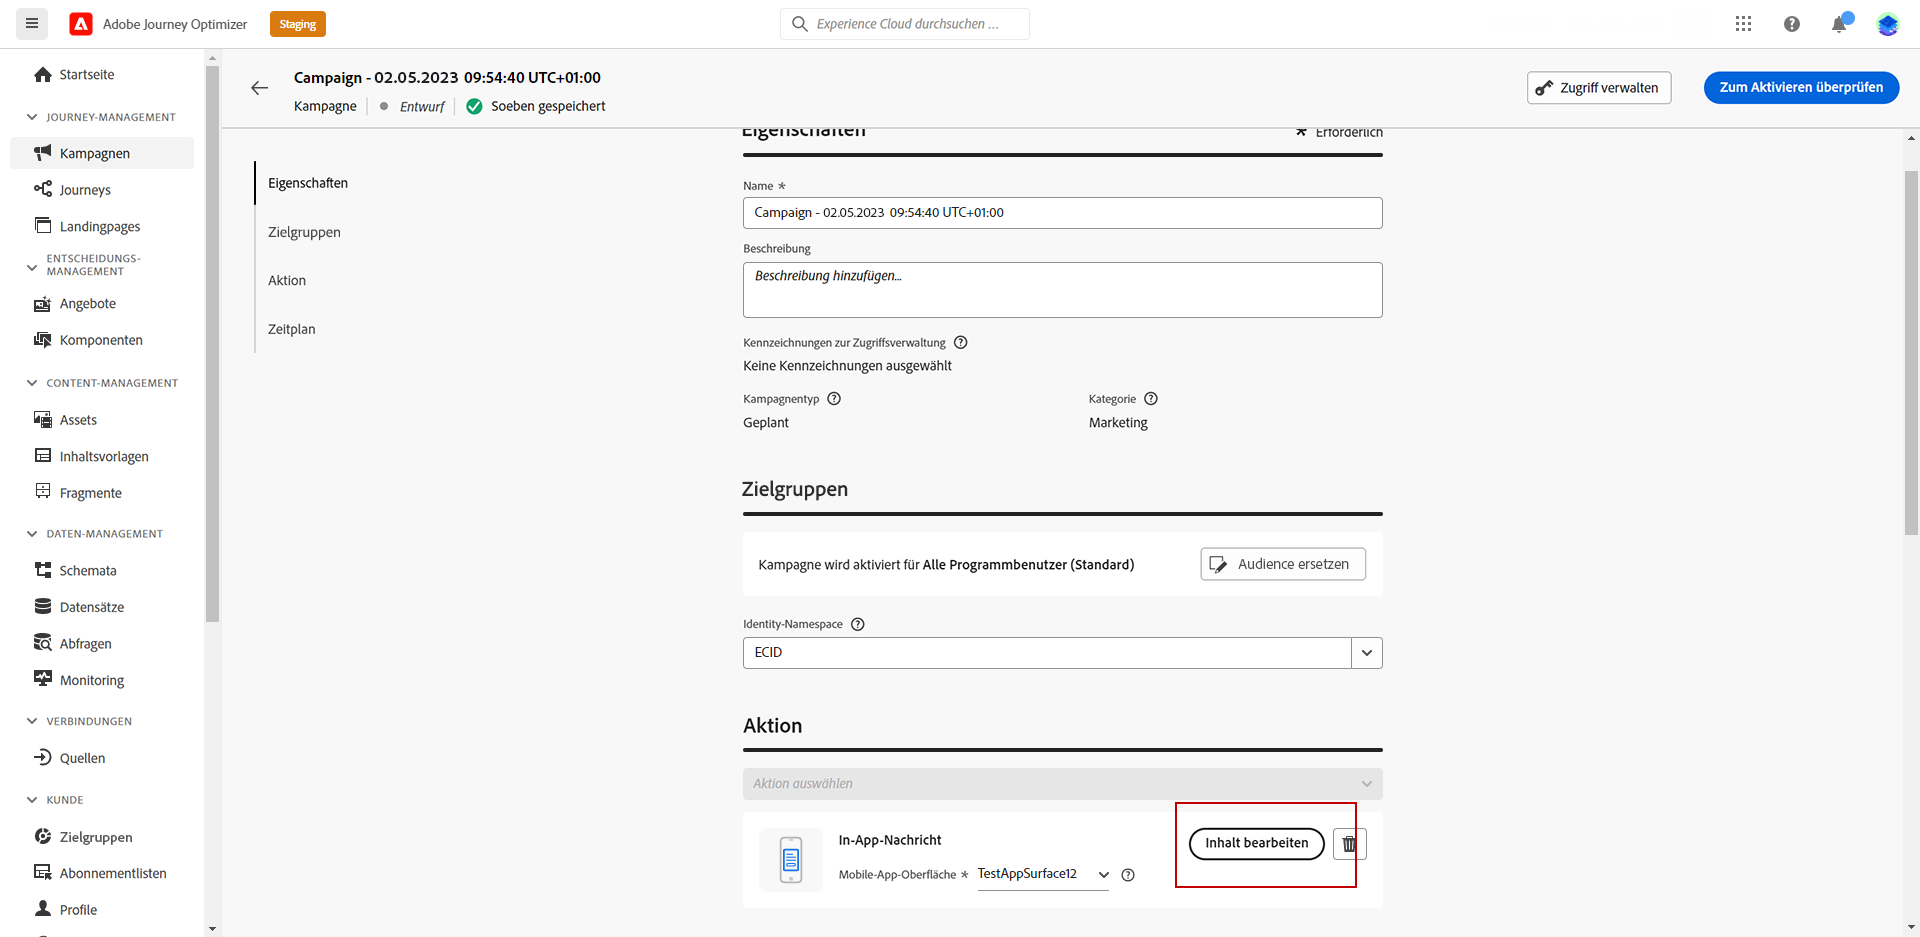 Adobe Journey Optimizer
Staging
Experience Cloud durchsuchen ...
Startseite
JOURNEY-MANAGEMENT
Kampagnen
Journeys
Landingpages
ENTSCHEIDUNGS-
MANAGEMENT
Angebote
Komponenten
CONTENT-MANAGEMENT
Assets
Inhaltsvorlagen
Fragmente
DATEN-MANAGEMENT
Schemata
Datensätze
Abfragen
Monitoring
VERBINDUNGEN
Quellen
KUNDE
Zielgruppen
Abonnementlisten
Profile
Campaign - 02.05.2023 09:54:40 UTC+01:00
Kampagne
Entwurf
Soeben gespeichert
Zugriff verwalten
Zum Aktivieren überprüfen
Eigenschaften
Zielgruppen
Aktion
Zeitplan
Eigenschaften
* Erforderlich
Name *
Campaign - 02.05.2023 09:54:40 UTC+01:00
Beschreibung
Beschreibung hinzufügen...
Kennzeichnungen zur Zugriffsverwaltung
Keine Kennzeichnungen ausgewählt
Kampagnentyp
Geplant
Kategorie
Marketing
Zielgruppen
Kampagne wird aktiviert für Alle Programmbenutzer (Standard)
Audience ersetzen
Identity-Namespace
ECID
Aktion
Aktion auswählen
In-App-Nachricht
Mobile-App-Oberfläche * TestAppSurface12
Inhalt bearbeiten